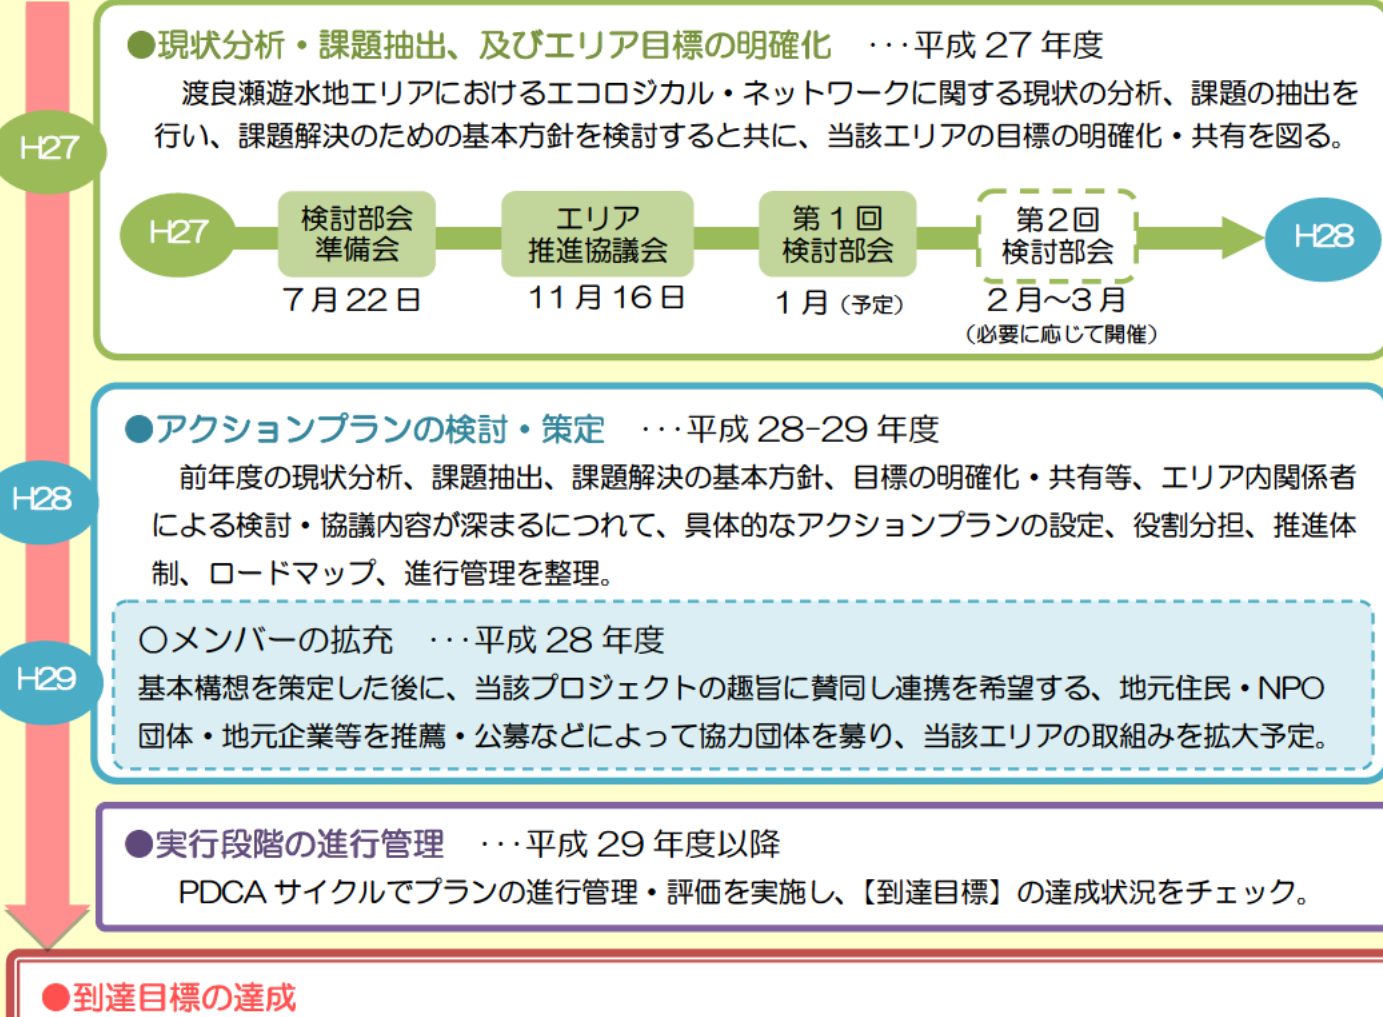 ●現状分析・課題抽出、及びエリア目標の明確化　･･･平成 27 年度
渡良瀬遊水地エリアにおけるエコロジカル・ネットワークに関する現状の分析、課題の抽出を
行い、課題解決のための基本方針を検討すると共に、当該エリアの目標の明確化・共有を図る。
H27
H27
検討部会
準備会
エリア
推進協議会
第１回
検討部会
第２回
検討部会
H28
７月 22 日
11 月 16 日
１月（予定）
２月～３月
（必要に応じて開催）
●アクションプランの検討・策定　･･･平成 28-29 年度
前年度の現状分析、課題抽出、課題解決の基本方針、目標の明確化・共有等、エリア内関係者
H28
による検討・協議内容が深まるにつれて、具体的なアクションプランの設定、役割分担、推進体
制、ロードマップ、進行管理を整理。
○メンバーの拡充　･･･平成 28 年度
H29
基本構想を策定した後に、当該プロジェクトの趣旨に賛同し連携を希望する、地元住民・NPO
団体・地元企業等を推薦・公募などによって協力団体を募り、当該エリアの取組みを拡大予定。
●実行段階の進行管理　･･･平成 29 年度以降
PDCA サイクルでプランの進行管理・評価を実施し、【到達目標】の達成状況をチェック。
●到達目標の達成